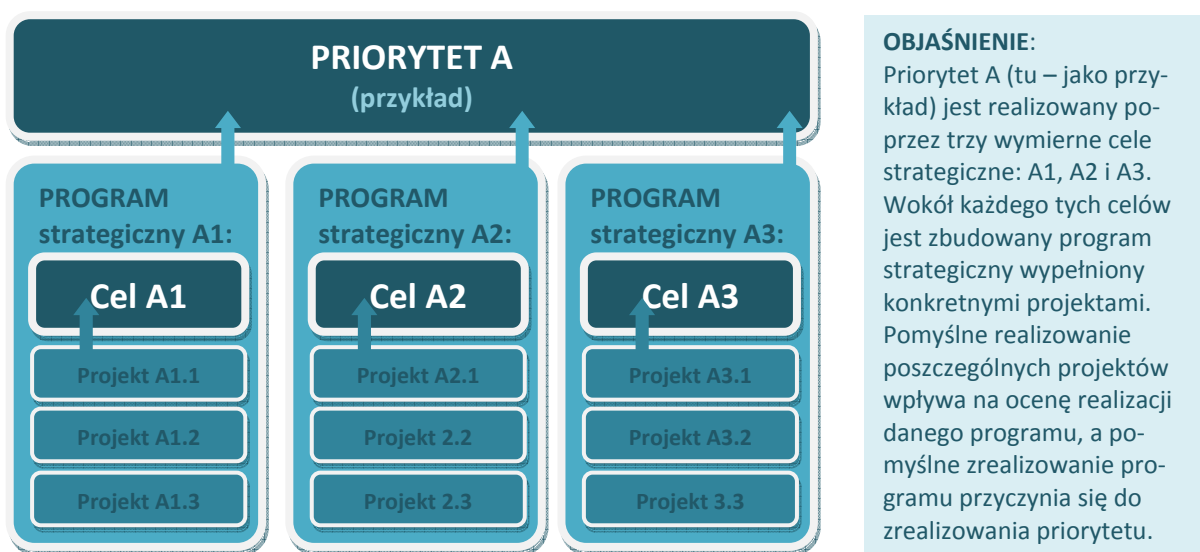 PRIORYTET A
(przykład)
PROGRAM
strategiczny A1:
Cel A1
Projekt A1.1
Projekt A1.2
Projekt A1.3
PROGRAM
strategiczny A2:
Cel A2
Projekt A2.1
Projekt 2.2
Projekt 2.3
PROGRAM
strategiczny A3:
Cel A3
Projekt A3.1
Projekt A3.2
Projekt 3.3
OBJAŚNIENIE:
Priorytet A (tu – jako przy-
kład) jest realizowany po-
przez trzy wymierne cele
strategiczne: A1, A2 i A3.
Wokół każdego tych celów
jest zbudowany program
strategiczny wypełniony
konkretnymi projektami.
Pomyślne realizowanie
poszczególnych projektów
wpływa na ocenę realizacji
danego programu, a po-
myślne zrealizowanie pro-
gramu przyczynia się do
zrealizowania priorytetu.